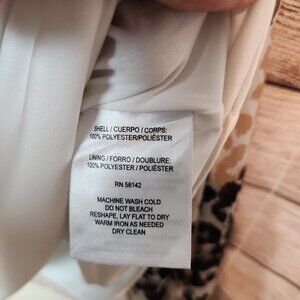 SHELL / CUERPO / CORPS:
100% POLYESTER/POLIÉSTER
LINING / FORRO / DOUBLURE:
100% POLYESTER / POLIÉSTER
RN 58142
MACHINE WASH COLD
DO NOT BLEACH
RESHAPE, LAY FLAT TO DRY
WARM IRON AS NEEDED
DRY CLEAN